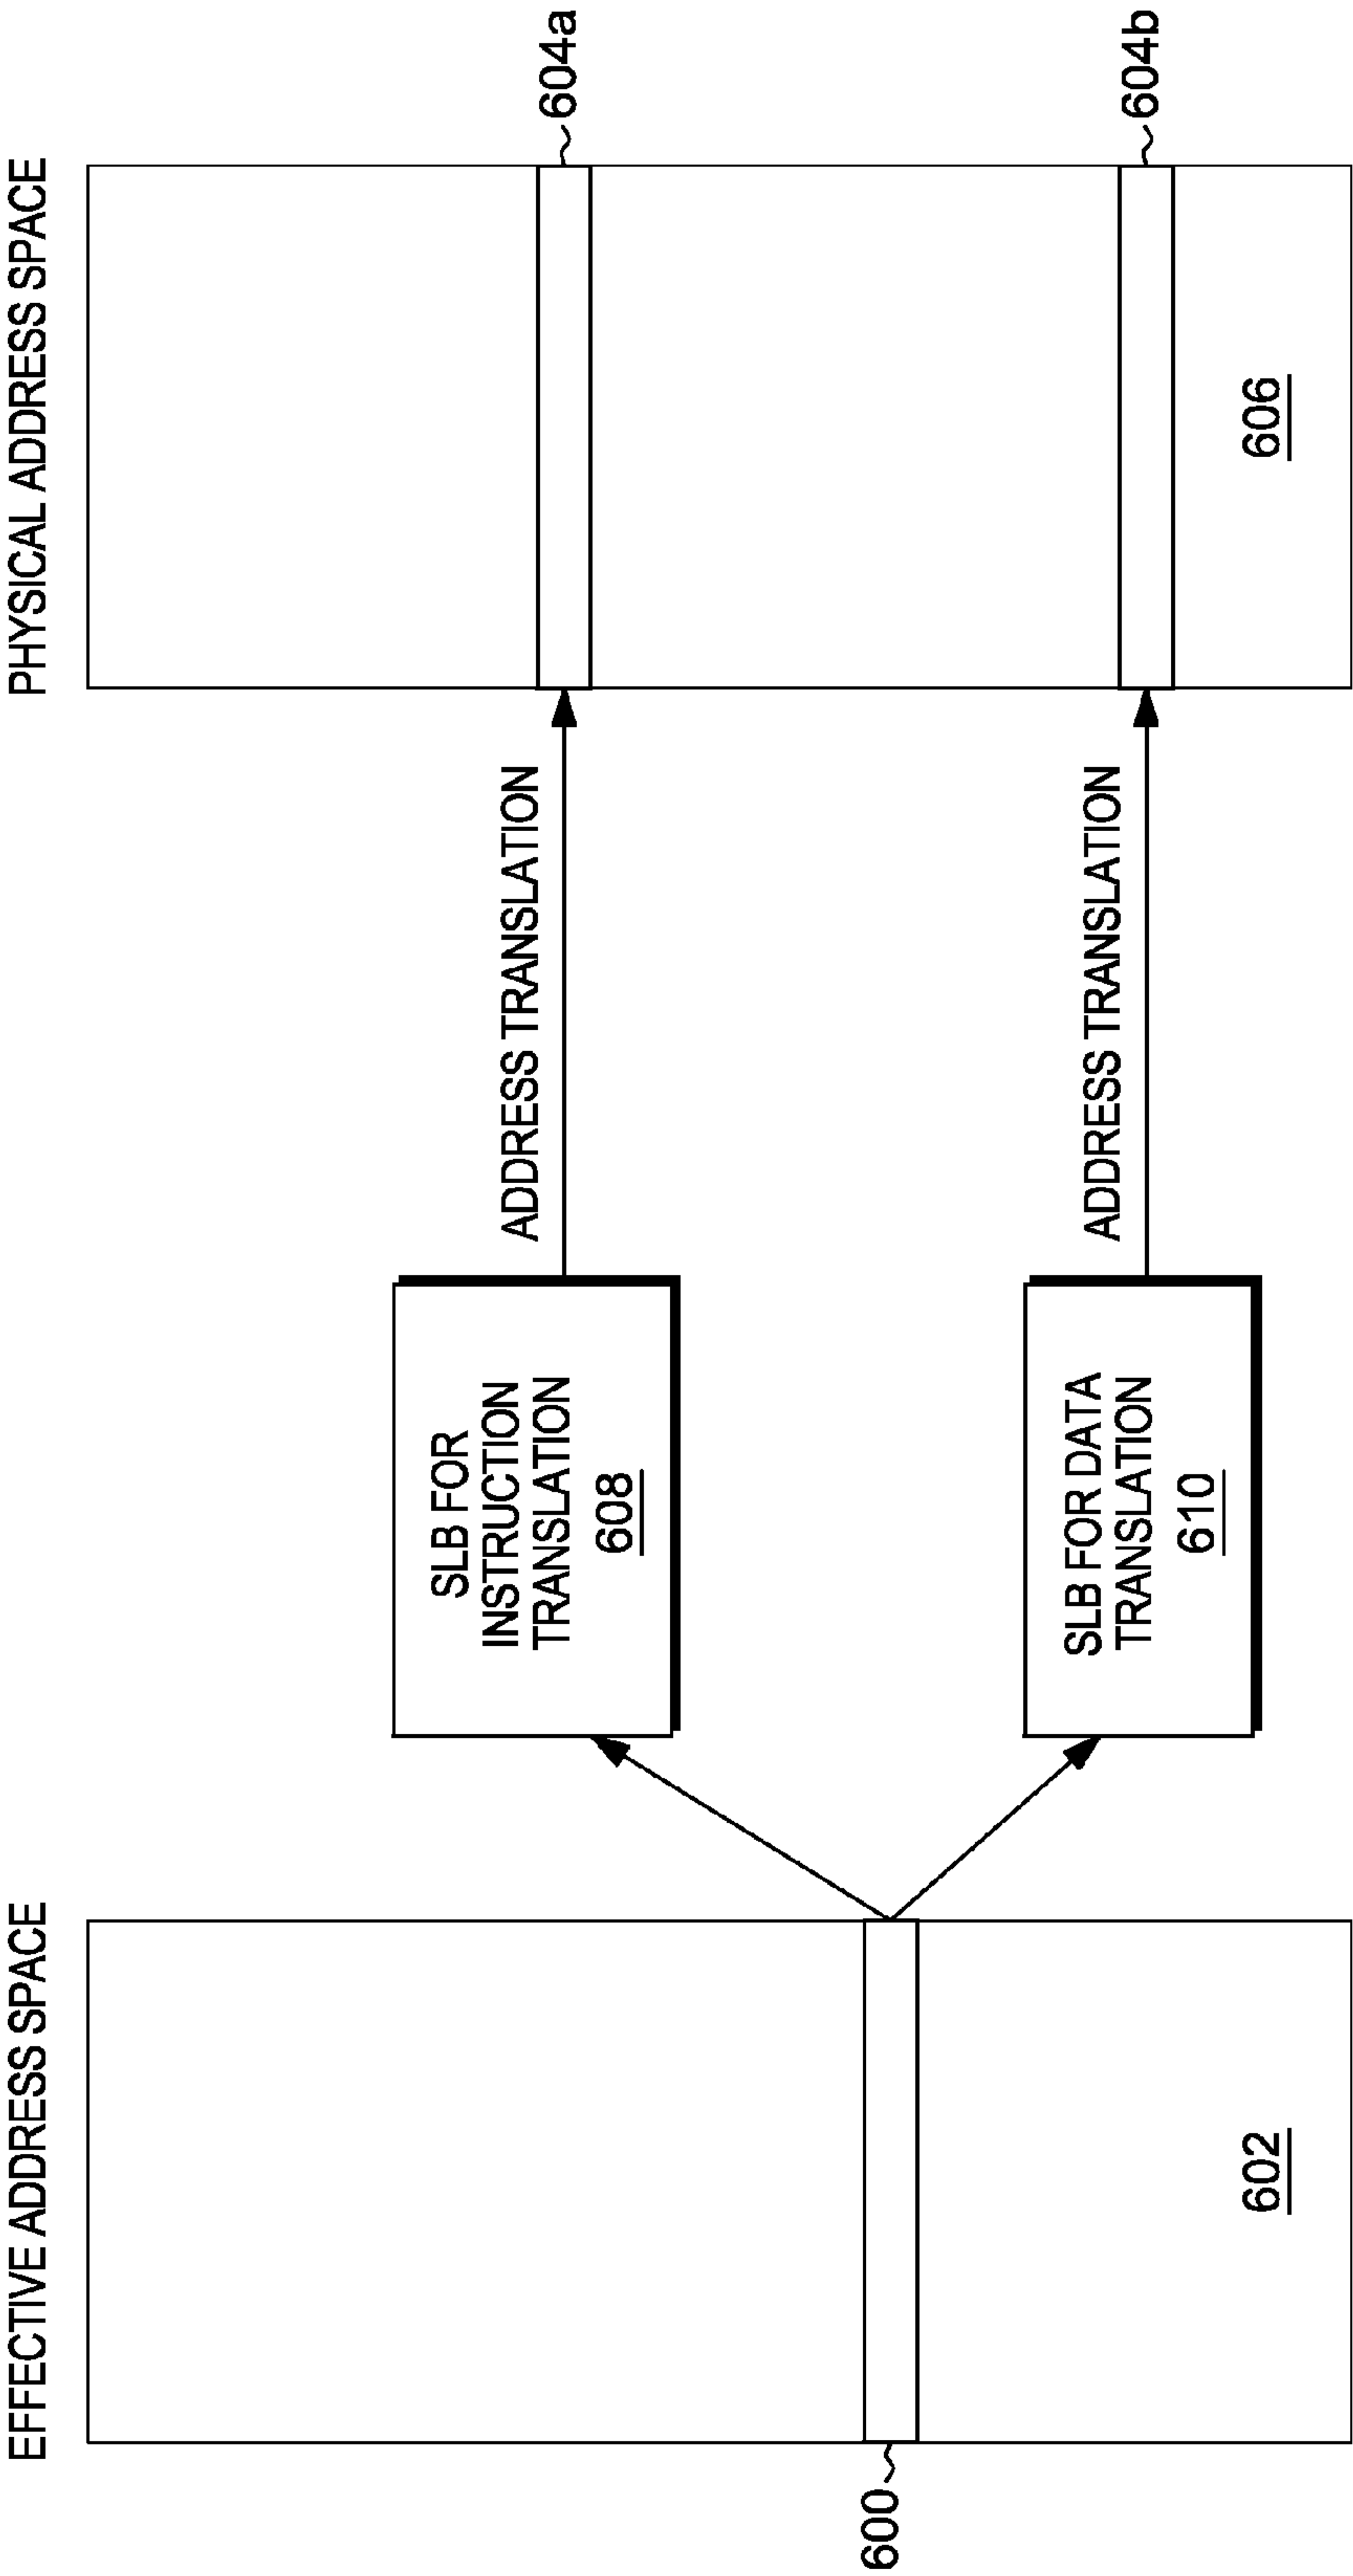 EFFECTIVE ADDRESS SPACE
PHYSICAL ADDRESS SPACE
SLB FOR
INSTRUCTION
TRANSLATION
608
ADDRESS TRANSLATION
604a
600
SLB FOR DATA
TRANSLATION
610
ADDRESS TRANSLATION
604b
602
606